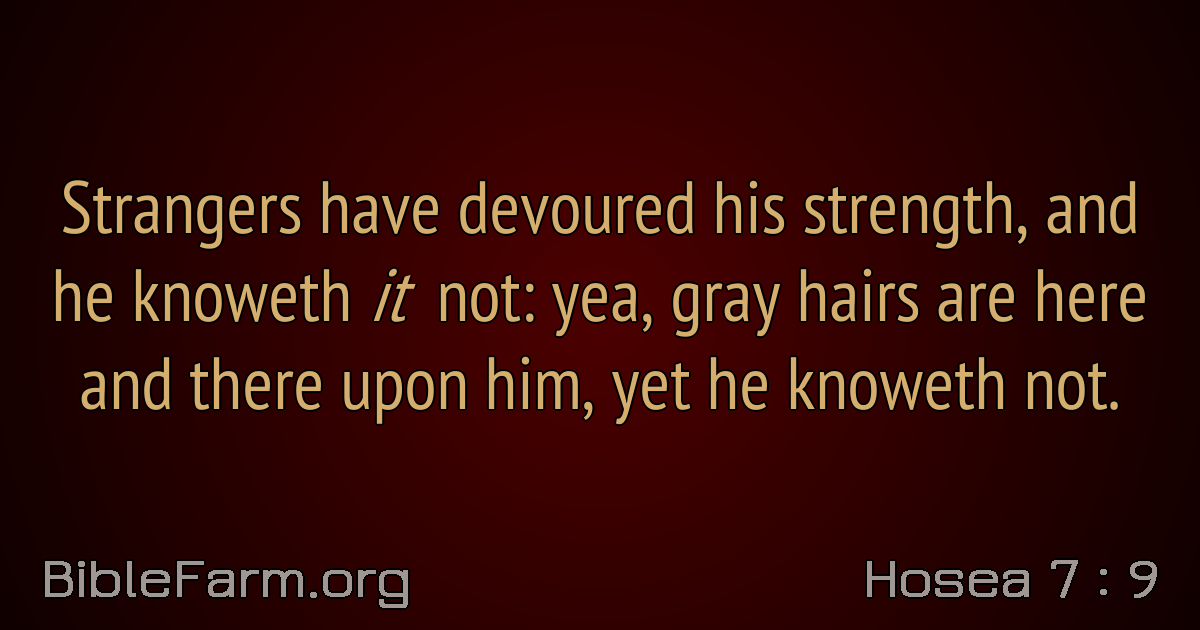 Strangers have devoured his strength, and
he knoweth it not: yea, gray hairs are here
and there upon him, yet he knoweth not.
BibleFarm.org
Hosea 7 : 9